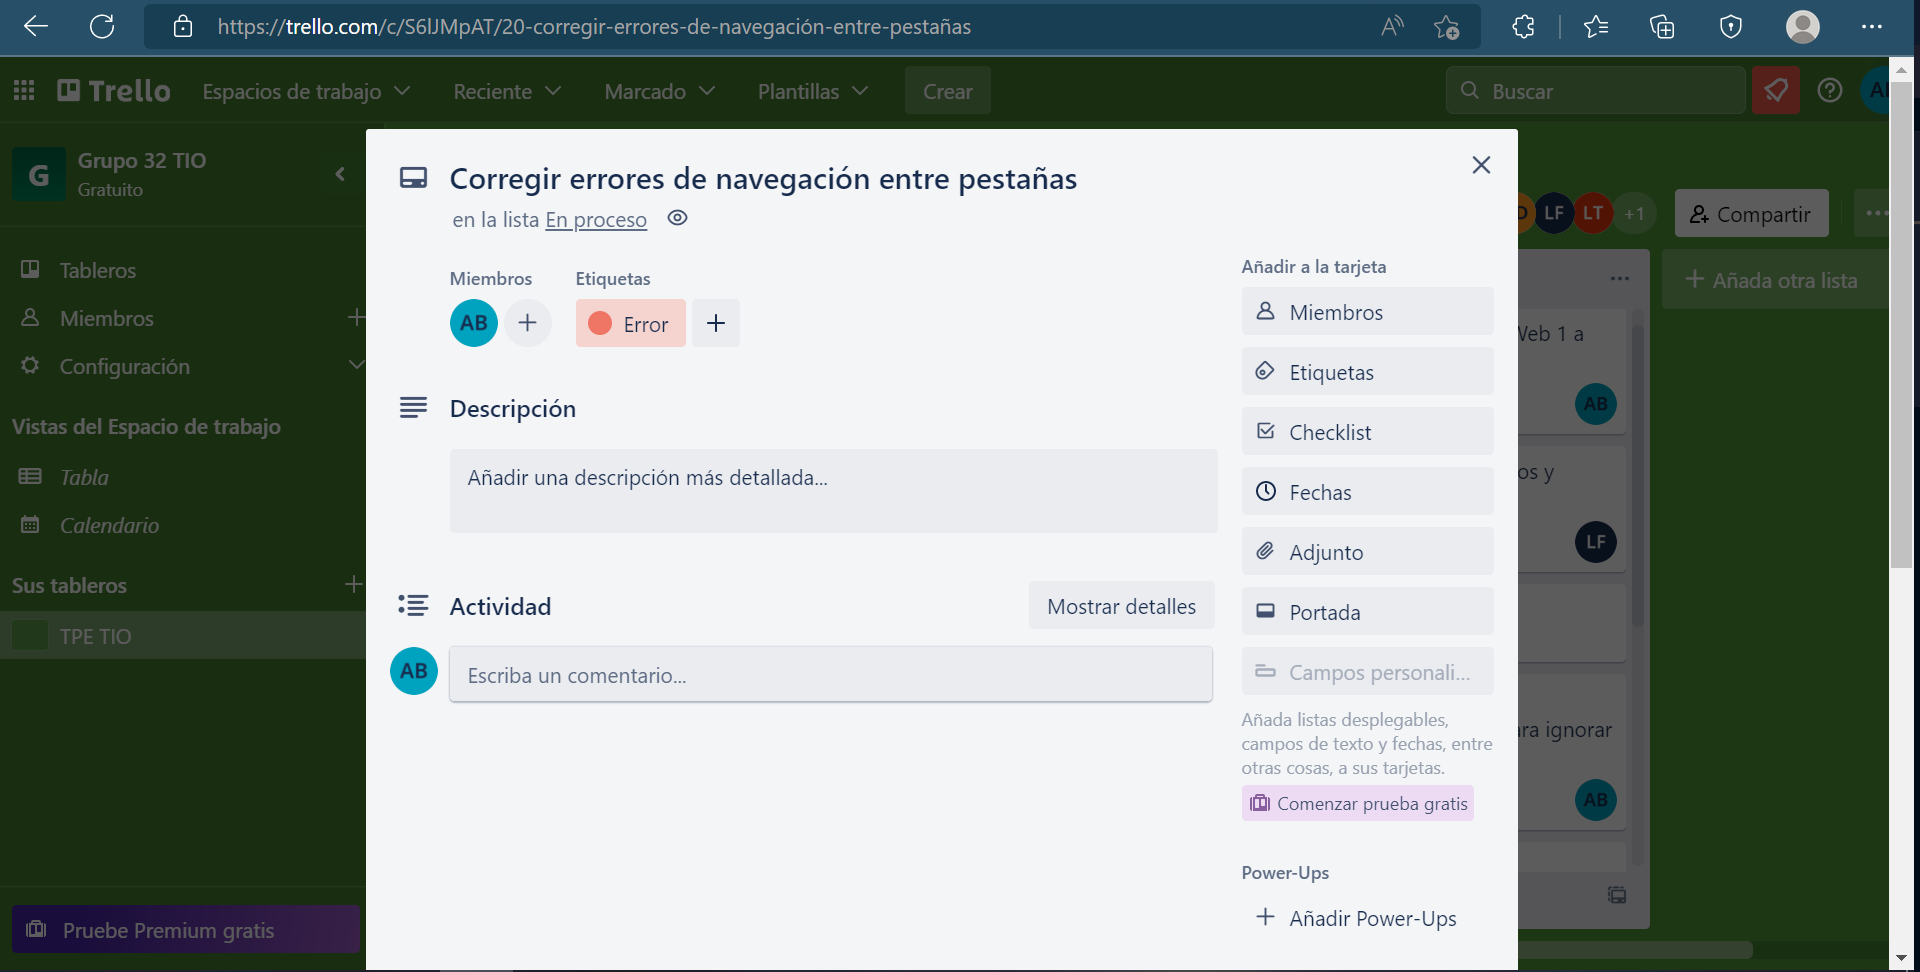 https://trello.com/c/S6lJMpAT/20-corregir-errores-de-navegación-entre-pestañas
Trello
Espacios de trabajo
Reciente
Marcado
Plantillas
Crear
Buscar
G
Grupo 32 TIO
Gratuito
Tableros
Miembros
Configuración
Vistas del Espacio de trabajo
Tabla
Calendario
Sus tableros
TPE TIO
Pruebe Premium gratis
Corregir errores de navegación entre pestañas
en la lista En proceso
Miembros
AB
Etiquetas
Error
Descripción
Añadir una descripción más detallada...
Actividad
Mostrar detalles
AB
Escriba un comentario...
Añadir a la tarjeta
Miembros
Etiquetas
Checklist
Fechas
Adjunto
Portada
Campos personali...
Añada listas desplegables,
campos de texto y fechas, entre
otras cosas, a sus tarjetas.
Comenzar prueba gratis
Power-Ups
Añadir Power-Ups
LF
LT
+1
Compartir
Añada otra lista
Web 1 a
AB
os y
LF
ara ignorar
AB